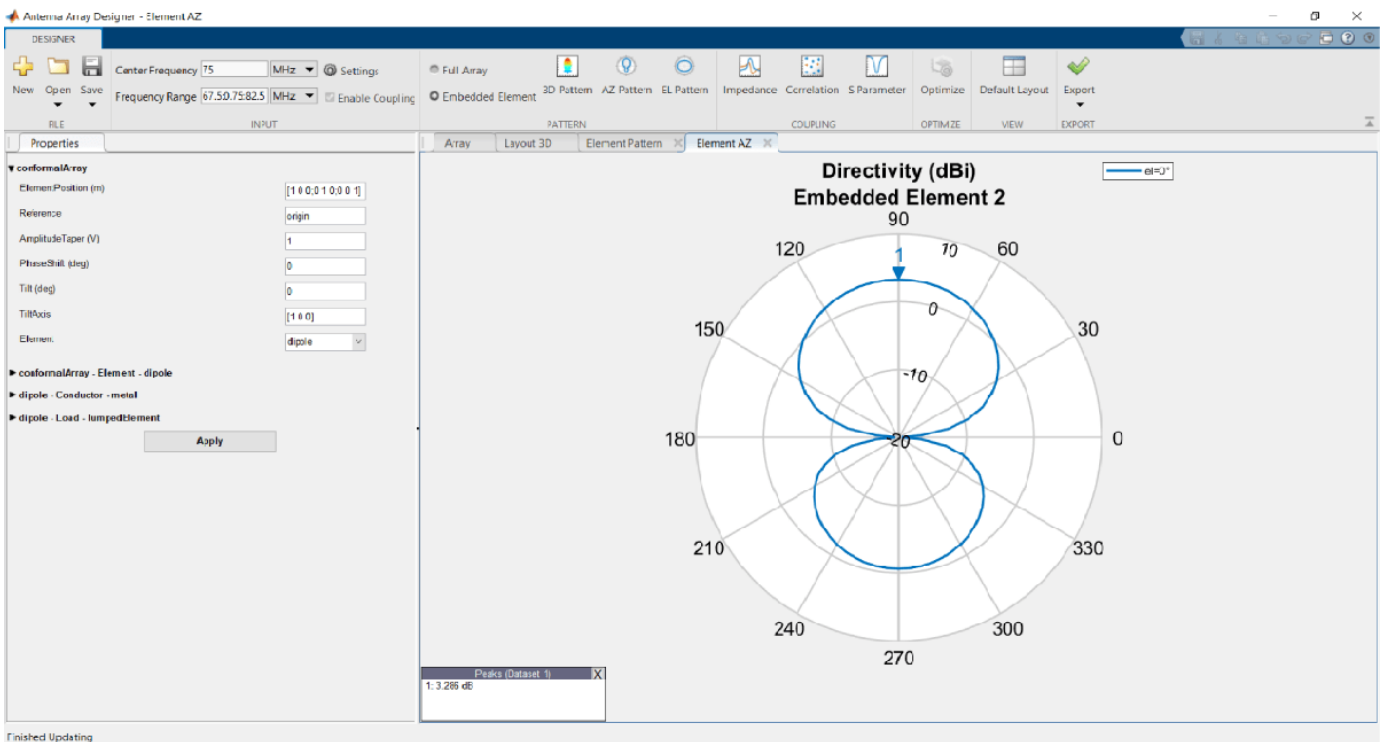 Antenna Array Designer - Element AZ
DESIGNER
New Open Save
FILE
Center Frequency 75 MHz Settings
Frequency Range 67.5:0.75:82.5 MHz Enable Coupling
INPUT
Full Array
Embedded Element
3D Pattern AZ Pattern EL Pattern
PATTERN
Impedance Correlation S Parameter
COUPLING
Optimize
OPTIMIZE
Default Layout
VIEW
Export
EXPORT
Properties
conformalArray
ElementPosition (m) [1 0 0;0 1 0;0 0 1]
Reference origin
AmplitudeTaper (V) 1
PhaseShift (deg) 0
Tilt (deg) 0
TiltAxis [1 0 0]
Element dipole
conformalArray - Element - dipole
dipole - Conductor - metal
dipole - Load - lumpedElement
Apply
Array Layout 3D Element Pattern X Element AZ X
Directivity (dBi)
Embedded Element 2
el=0°
90
120 1 10 60
150 0 30
-10
180 -20 0
210 330
240 300
270
Peaks (Dataset 1) X
1: 3.286 dB
Finished Updating